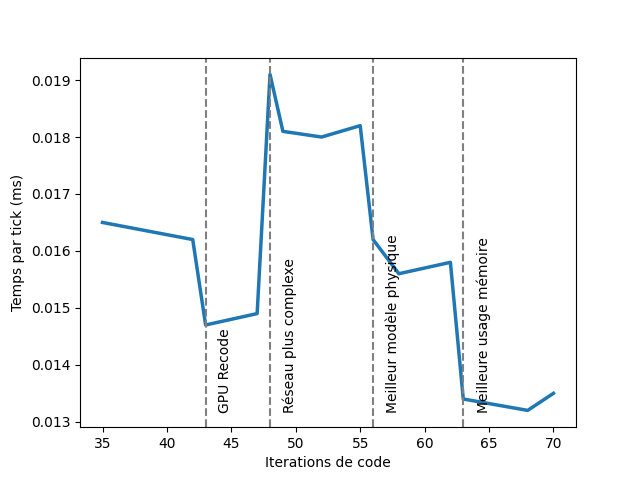 0.019
0.018
0.017
0.016
0.015
0.014
0.013
Temps par tick (ms)
GPU Recode
Réseau plus complexe
Meilleur modèle physique
Meilleure usage mémoire
35 40 45 50 55 60 65 70
Iterations de code